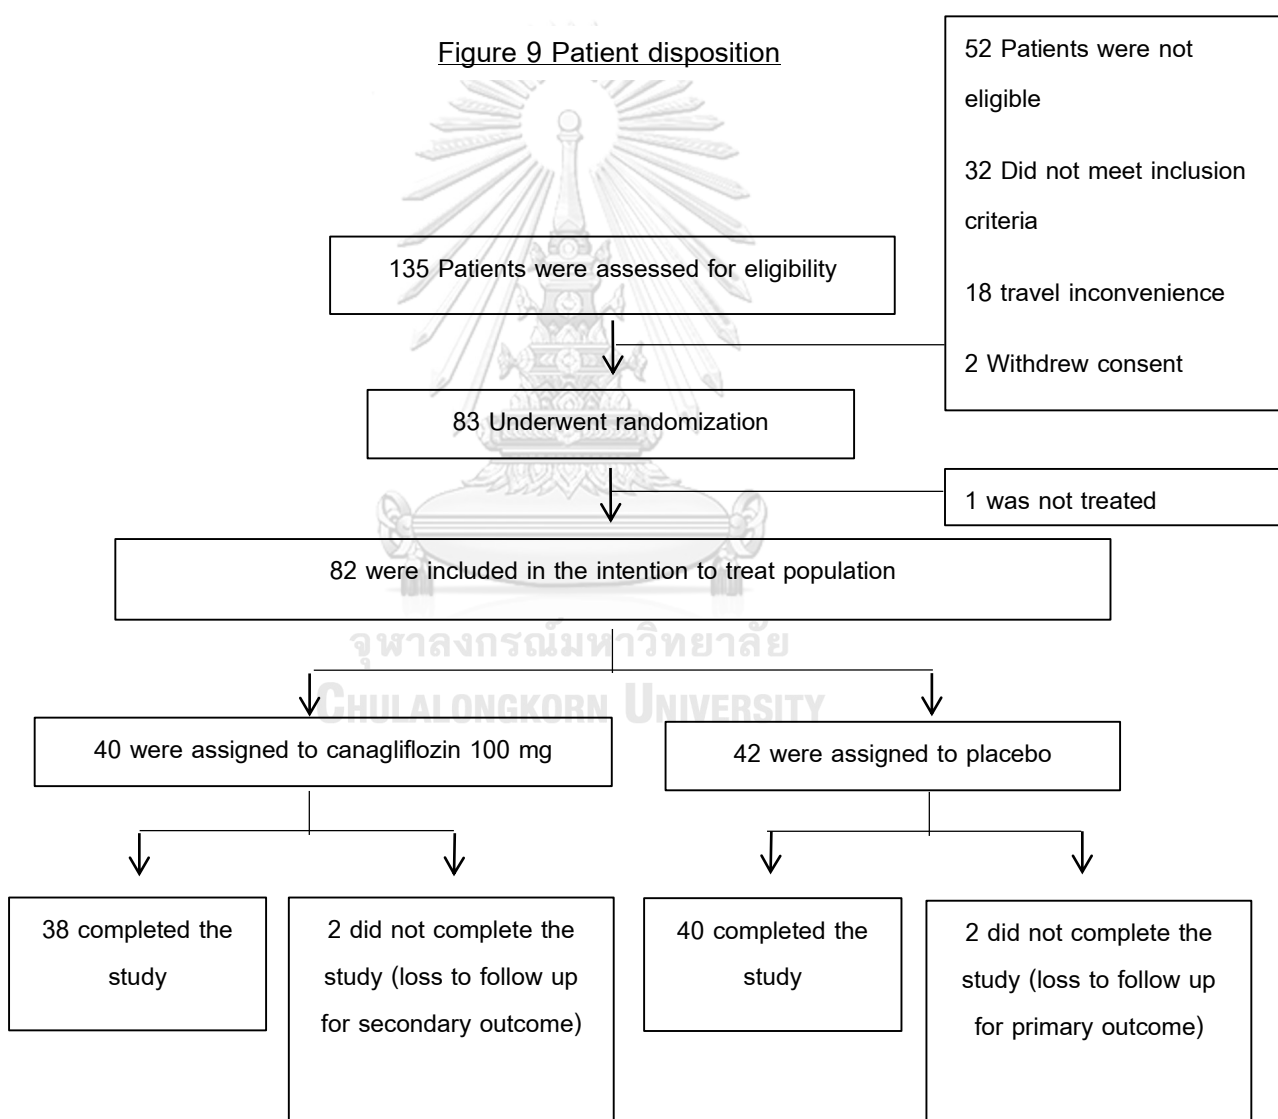 Figure 9 Patient disposition
52 Patients were not
eligible
32 Did not meet inclusion
criteria
18 travel inconvenience
2 Withdrew consent
135 Patients were assessed for eligibility
83 Underwent randomization
1 was not treated
82 were included in the intention to treat population
จุฬาลงกรณ์มหาวิทยาลัย
CHULALONGKORN UNIVERSITY
40 were assigned to canagliflozin 100 mg
42 were assigned to placebo
38 completed the
study
2 did not complete the
study (loss to follow up
for secondary outcome)
40 completed the
study
2 did not complete the
study (loss to follow up
for primary outcome)